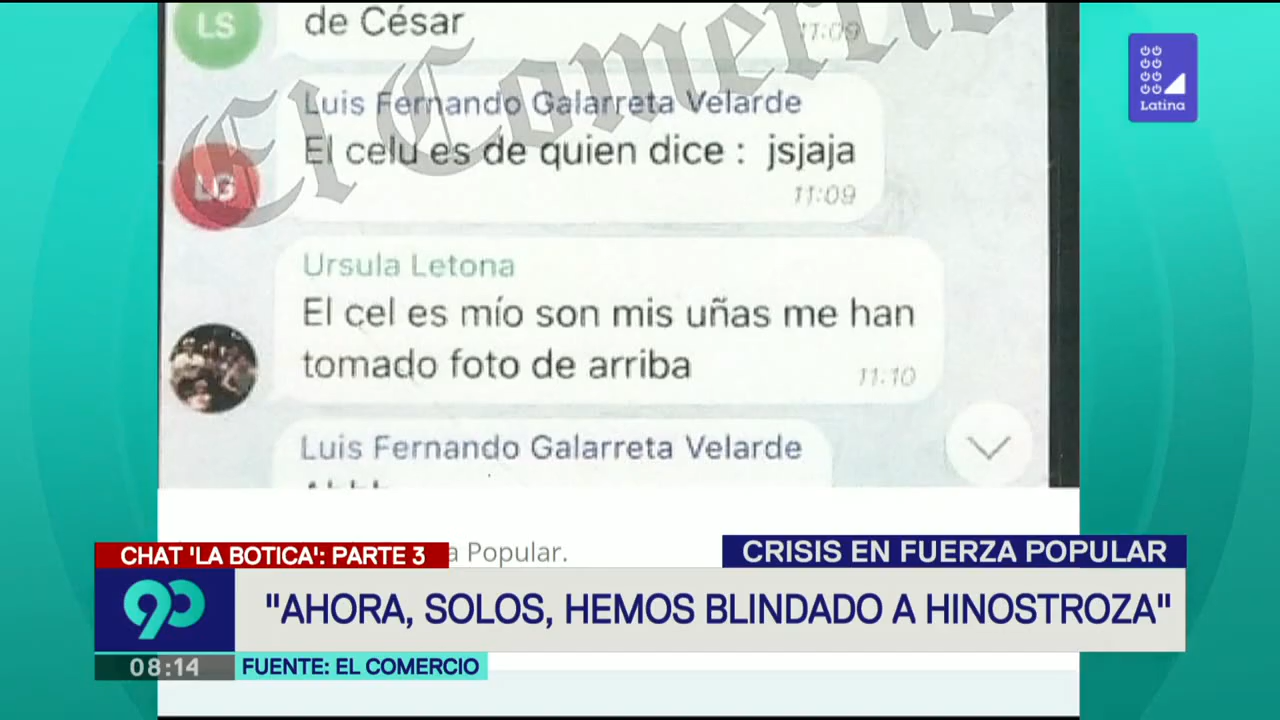 LS
de César
11:09
El Comercio
Luis Fernando Galarreta Velarde
LG
El celu es de quien dice : jsjaja
11:09
Ursula Letona
El cel es mío son mis uñas me han
tomado foto de arriba
11:10
Luis Fernando Galarreta Velarde
Latina
a Popular.
CHAT 'LA BOTICA': PARTE 3
CRISIS EN FUERZA POPULAR
90
"AHORA, SOLOS, HEMOS BLINDADO A HINOSTROZA"
08:14
FUENTE: EL COMERCIO